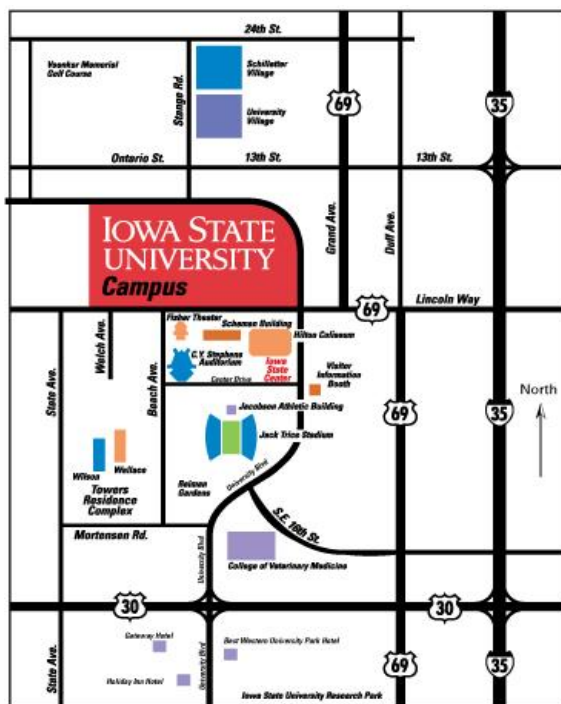 24th St.
Veenker Memorial
Golf Course
Stange Rd.
Schilletter
Village
University
Village
69
35
Ontario St.
13th St.
13th St.
Grand Ave.
Duff Ave.
IOWA STATE
UNIVERSITY
Campus
69
Lincoln Way
Fisher Theater
Scheman Building
Hilton Coliseum
C.Y. Stephens
Auditorium
Iowa
State
Center
Center Drive
Visitor
Information
Booth
State Ave.
Welch Ave.
Beach Ave.
Jacobson Athletic Building
Jack Trice Stadium
69
35
North
Wilson
Wallace
Towers
Residence
Complex
Reiman
Gardens
University Blvd
S.E. 16th St.
Mortensen Rd.
University Blvd
College of Veterinary Medicine
30
30
Gateway Hotel
Best Western University Park Hotel
Holiday Inn Hotel
State Ave.
University Blvd
69
35
Iowa State University Research Park